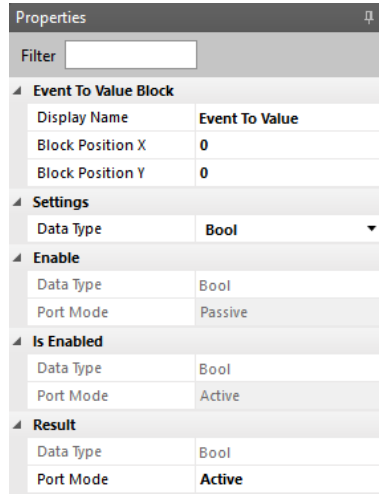 Properties
Filter
Event To Value Block
Display Name Event To Value
Block Position X 0
Block Position Y 0
Settings
Data Type Bool
Enable
Data Type Bool
Port Mode Passive
Is Enabled
Data Type Bool
Port Mode Active
Result
Data Type Bool
Port Mode Active